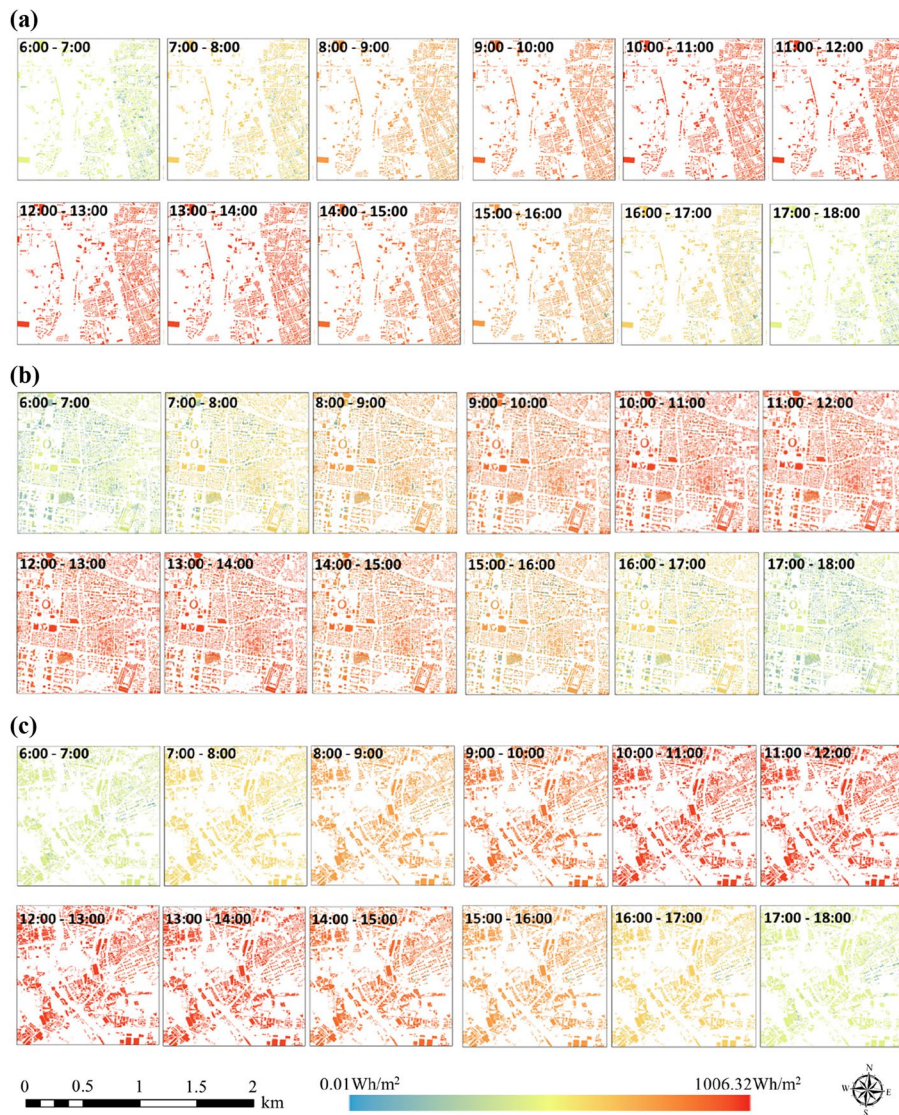 (a)
6:00 - 7:00 7:00 - 8:00 8:00 - 9:00 9:00 - 10:00 10:00 - 11:00 11:00 - 12:00
12:00 - 13:00 13:00 - 14:00 14:00 - 15:00 15:00 - 16:00 16:00 - 17:00 17:00 - 18:00
(b)
6:00 - 7:00 7:00 - 8:00 8:00 - 9:00 9:00 - 10:00 10:00 - 11:00 11:00 - 12:00
12:00 - 13:00 13:00 - 14:00 14:00 - 15:00 15:00 - 16:00 16:00 - 17:00 17:00 - 18:00
(c)
6:00 - 7:00 7:00 - 8:00 8:00 - 9:00 9:00 - 10:00 10:00 - 11:00 11:00 - 12:00
12:00 - 13:00 13:00 - 14:00 14:00 - 15:00 15:00 - 16:00 16:00 - 17:00 17:00 - 18:00
0 0.5 1 1.5 2 0.01Wh/m² 1006.32Wh/m² N
km W E
S